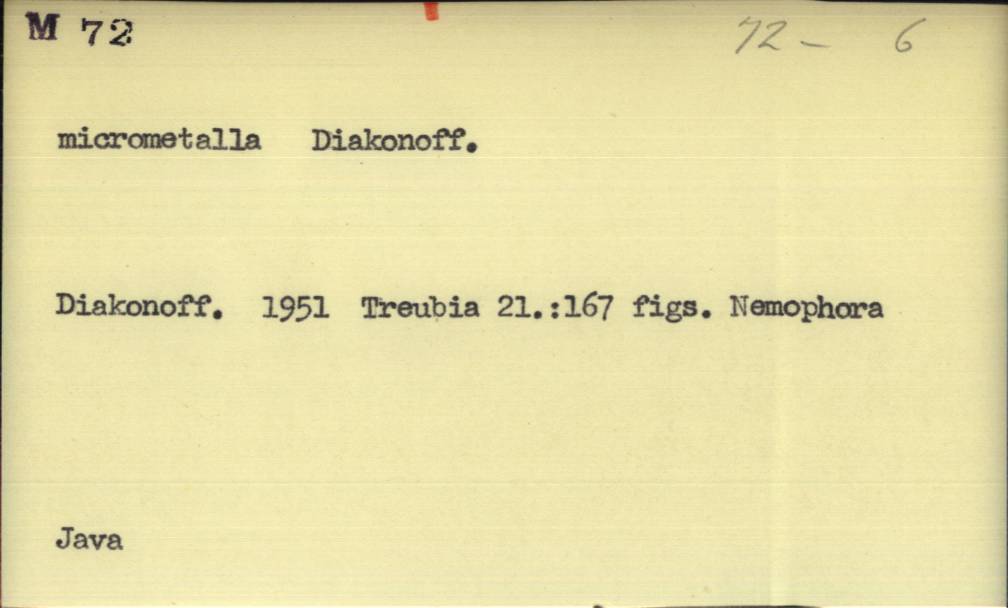 M 72 72 – 6
micrometalla Diakonoff.
Diakonoff. 1951 Treubia 21.:167 figs. Nemophora
Java